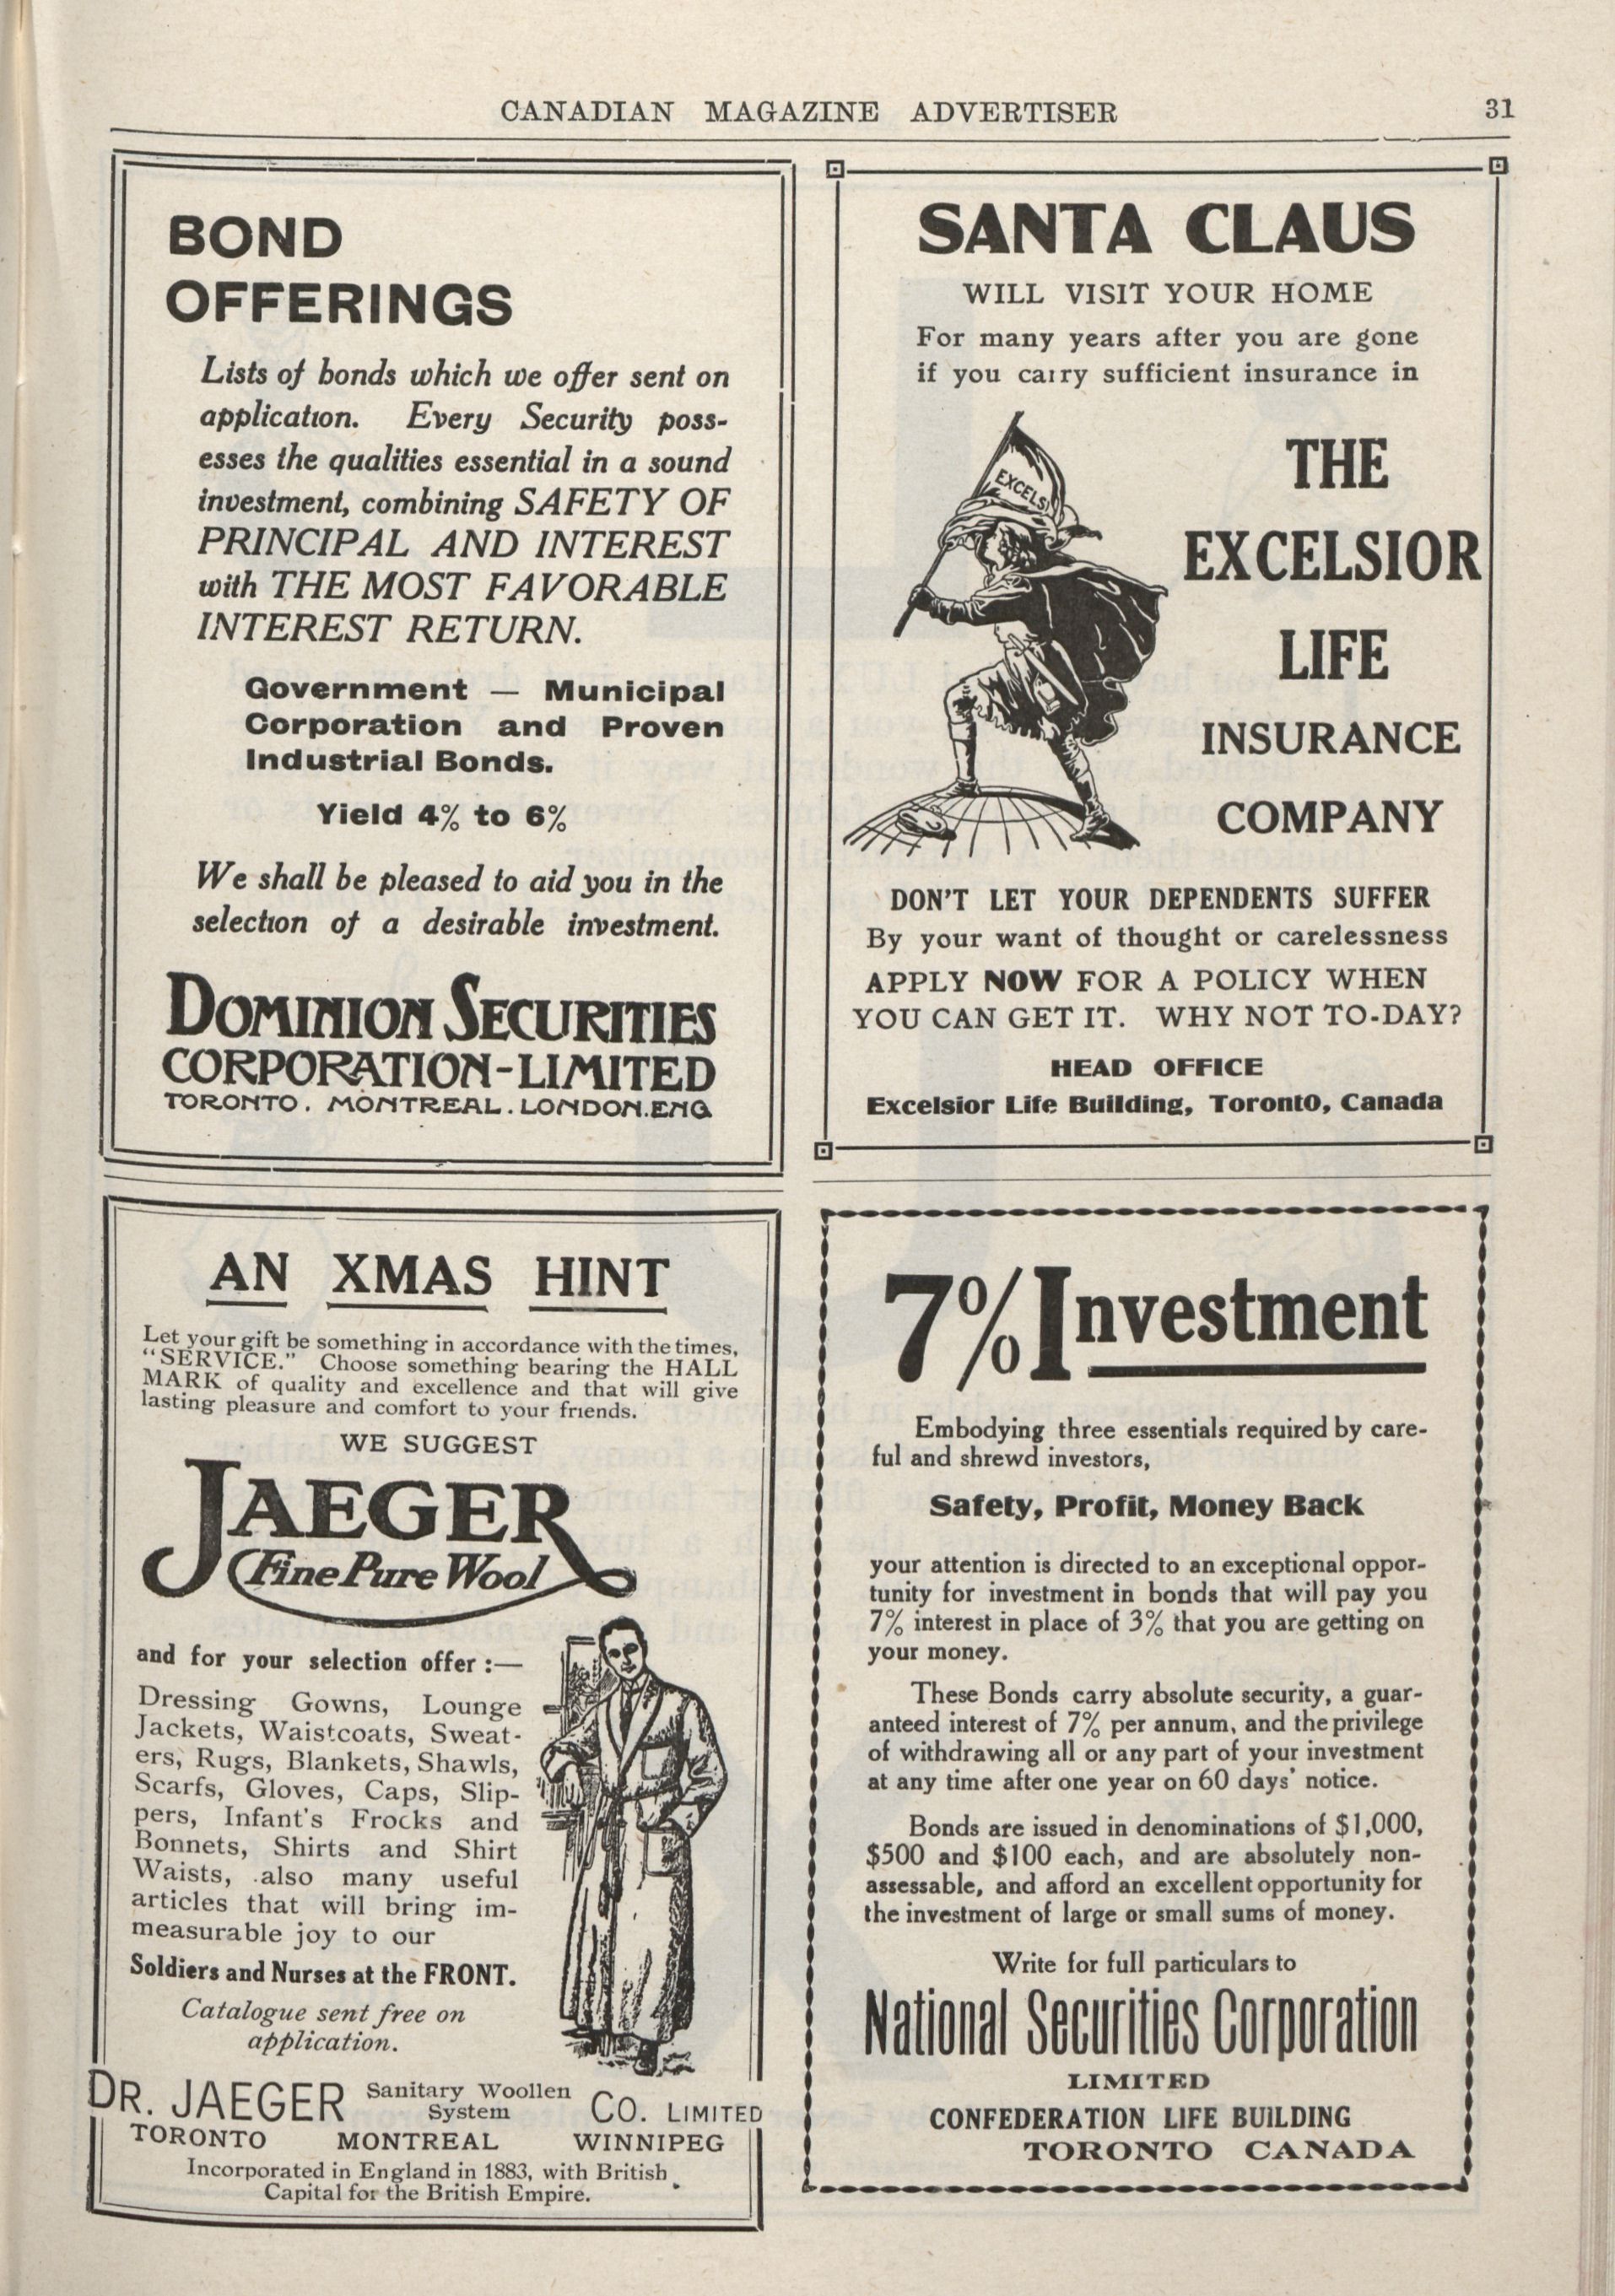 CANADIAN MAGAZINE ADVERTISER
31
BOND
OFFERINGS
Lists of bonds which we offer sent on
application. Every Security poss-
esses the qualities essential in a sound
investment, combining SAFETY OF
PRINCIPAL AND INTEREST
with THE MOST FAVORABLE
INTEREST RETURN.
Government — Municipal
Corporation and Proven
Industrial Bonds.
Yield 4% to 6%
We shall be pleased to aid you in the
selection of a desirable investment.
DOMINION SECURITIES
CORPORATION-LIMITED
TORONTO. MONTREAL. LONDON.ENG
SANTA CLAUS
WILL VISIT YOUR HOME
For many years after you are gone
if you carry sufficient insurance in
EXCELSI
THE
EXCELSIOR
LIFE
INSURANCE
COMPANY
DON'T LET YOUR DEPENDENTS SUFFER
By your want of thought or carelessness
APPLY NOW FOR A POLICY WHEN
YOU CAN GET IT. WHY NOT TO-DAY?
HEAD OFFICE
Excelsior Life Building, Toronto, Canada
AN XMAS HINT
Let your gift be something in accordance with the times,
"SERVICE." Choose something bearing the HALL
MARK of quality and excellence and that will give
lasting pleasure and comfort to your friends.
WE SUGGEST
JAEGER
Fine Pure Wool
and for your selection offer :—
Dressing Gowns, Lounge
Jackets, Waistcoats, Sweat-
ers, Rugs, Blankets, Shawls,
Scarfs, Gloves, Caps, Slip-
pers, Infant's Frocks and
Bonnets, Shirts and Shirt
Waists, also many useful
articles that will bring im-
measurable joy to our
Soldiers and Nurses at the FRONT.
Catalogue sent free on
application.
DR. JAEGER Sanitary Woollen System CO. LIMITED
TORONTO MONTREAL WINNIPEG
Incorporated in England in 1883, with British
Capital for the British Empire.
7% Investment
Embodying three essentials required by care-
ful and shrewd investors,
Safety, Profit, Money Back
your attention is directed to an exceptional oppor-
tunity for investment in bonds that will pay you
7% interest in place of 3% that you are getting on
your money.
These Bonds carry absolute security, a guar-
anteed interest of 7% per annum, and the privilege
of withdrawing all or any part of your investment
at any time after one year on 60 days' notice.
Bonds are issued in denominations of $1,000,
$500 and $100 each, and are absolutely non-
assessable, and afford an excellent opportunity for
the investment of large or small sums of money.
Write for full particulars to
National Securities Corporation
LIMITED
CONFEDERATION LIFE BUILDING
TORONTO CANADA